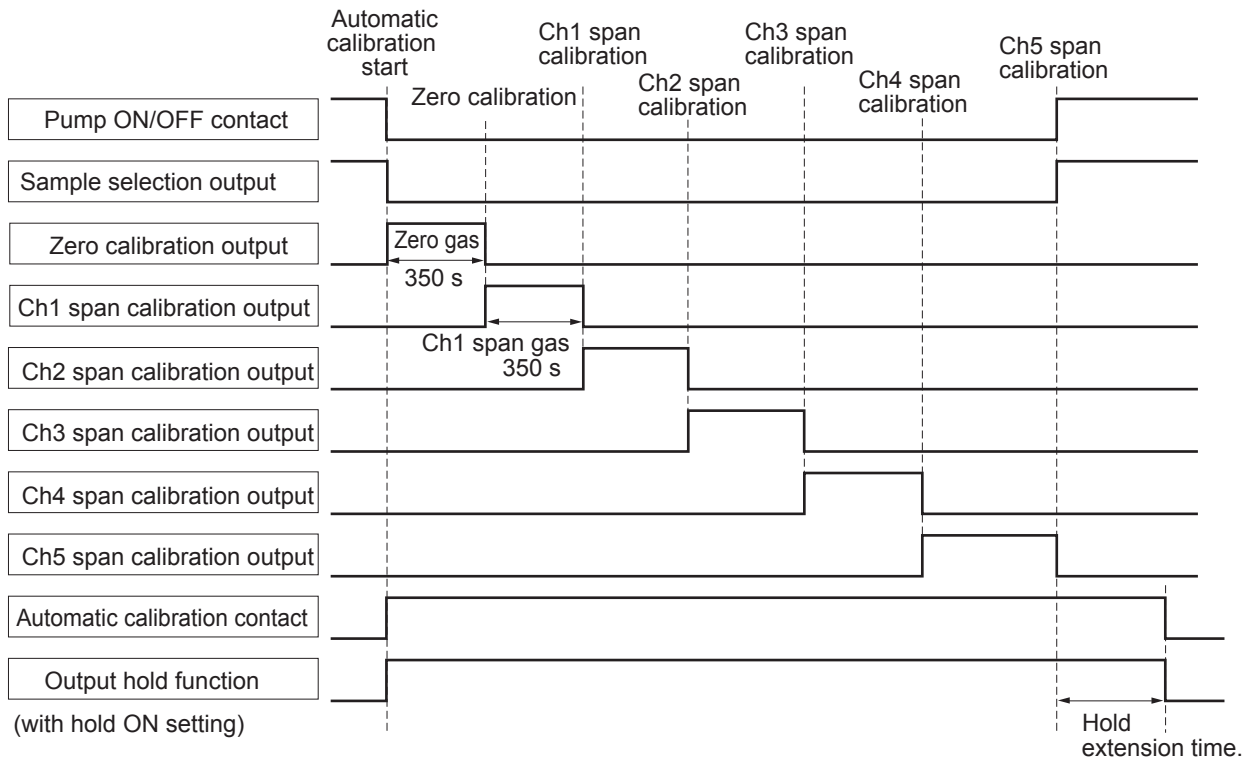 Automatic
calibration
start
Zero calibration
Ch1 span
calibration
Ch2 span
calibration
Ch3 span
calibration
Ch4 span
calibration
Ch5 span
calibration
Pump ON/OFF contact
Sample selection output
Zero calibration output
Zero gas
350 s
Ch1 span calibration output
Ch1 span gas
350 s
Ch2 span calibration output
Ch3 span calibration output
Ch4 span calibration output
Ch5 span calibration output
Automatic calibration contact
Output hold function
(with hold ON setting)
Hold
extension time.